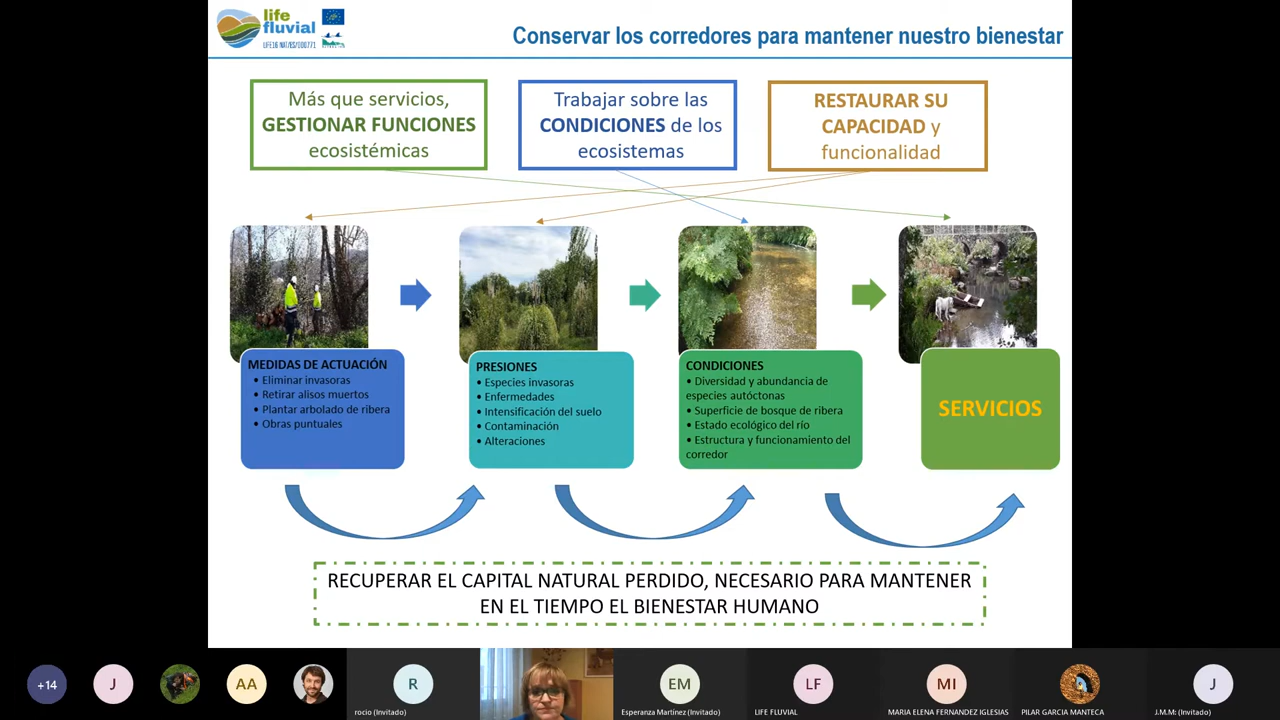 life
fluvial
LIFE16 NAT/ES/000771
Conservar los corredores para mantener nuestro bienestar
Más que servicios,
GESTIONAR FUNCIONES
ecosistémicas
Trabajar sobre las
CONDICIONES de los
ecosistemas
RESTAURAR SU
CAPACIDAD y
funcionalidad
MEDIDAS DE ACTUACIÓN
• Eliminar invasoras
• Retirar alisos muertos
• Plantar arbolado de ribera
• Obras puntuales
PRESIONES
• Especies invasoras
• Enfermedades
• Intensificación del suelo
• Contaminación
• Alteraciones
CONDICIONES
• Diversidad y abundancia de
especies autóctonas
• Superficie de bosque de ribera
• Estado ecológico del río
• Estructura y funcionamiento del
corredor
SERVICIOS
RECUPERAR EL CAPITAL NATURAL PERDIDO, NECESARIO PARA MANTENER
EN EL TIEMPO EL BIENESTAR HUMANO
+14
J
AA
R
rocio (Invitado)
EM
Esperanza Martínez (Invitado)
LF
LIFE FLUVIAL
MI
MARIA ELENA FERNANDEZ IGLESIAS
PILAR GARCIA MANTECA
J
J.M.M: (Invitado)